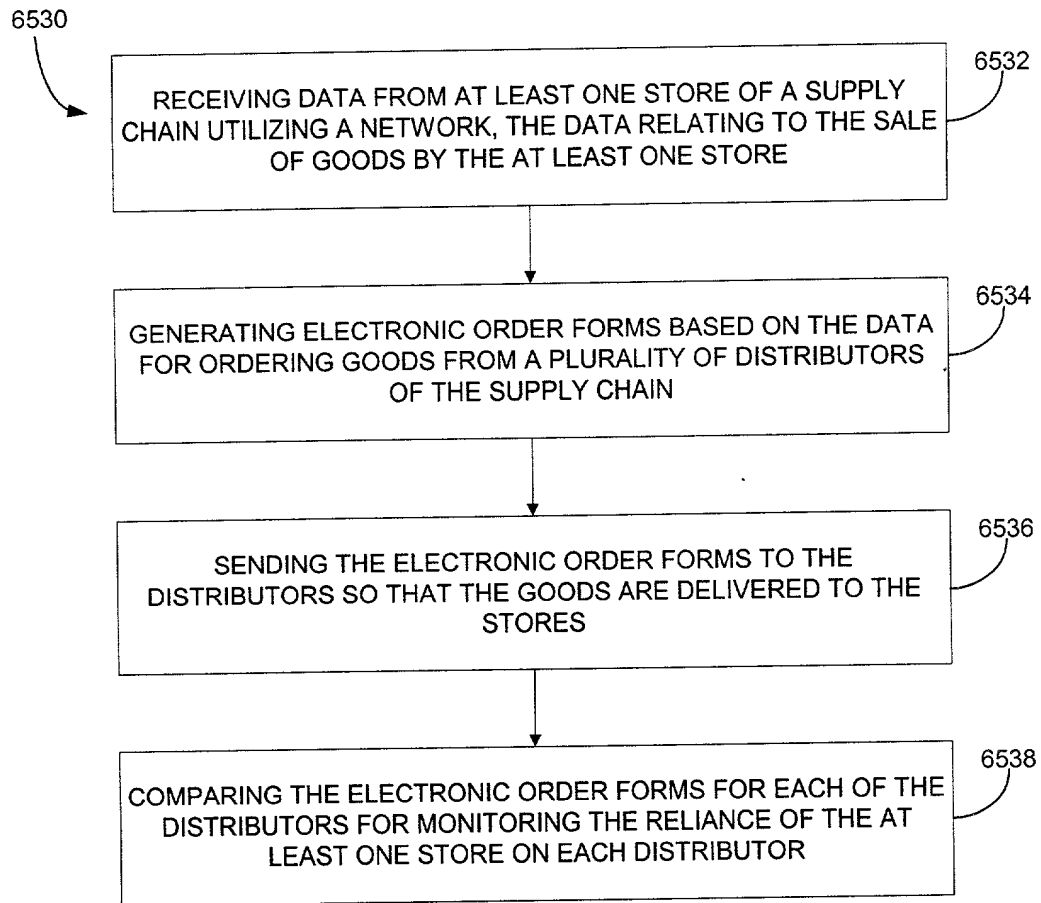 6530
6532
RECEIVING DATA FROM AT LEAST ONE STORE OF A SUPPLY
CHAIN UTILIZING A NETWORK, THE DATA RELATING TO THE SALE
OF GOODS BY THE AT LEAST ONE STORE
6534
GENERATING ELECTRONIC ORDER FORMS BASED ON THE DATA
FOR ORDERING GOODS FROM A PLURALITY OF DISTRIBUTORS
OF THE SUPPLY CHAIN
6536
SENDING THE ELECTRONIC ORDER FORMS TO THE
DISTRIBUTORS SO THAT THE GOODS ARE DELIVERED TO THE
STORES
6538
COMPARING THE ELECTRONIC ORDER FORMS FOR EACH OF THE
DISTRIBUTORS FOR MONITORING THE RELIANCE OF THE AT
LEAST ONE STORE ON EACH DISTRIBUTOR